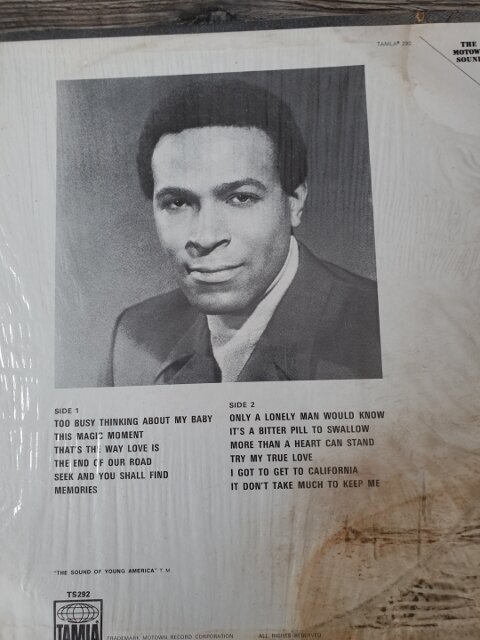 TAMLA® 292
THE
MOTOWN
SOUND
SIDE 1
TOO BUSY THINKING ABOUT MY BABY
THIS MAGIC MOMENT
THAT'S THE WAY LOVE IS
THE END OF OUR ROAD
SEEK AND YOU SHALL FIND
MEMORIES
SIDE 2
ONLY A LONELY MAN WOULD KNOW
IT'S A BITTER PILL TO SWALLOW
MORE THAN A HEART CAN STAND
TRY MY TRUE LOVE
I GOT TO GET TO CALIFORNIA
IT DON'T TAKE MUCH TO KEEP ME
"THE SOUND OF YOUNG AMERICA" T.M.
TS292
TAMLA
TRADEMARK MOTOWN RECORD CORPORATION ALL RIGHTS RESERVED